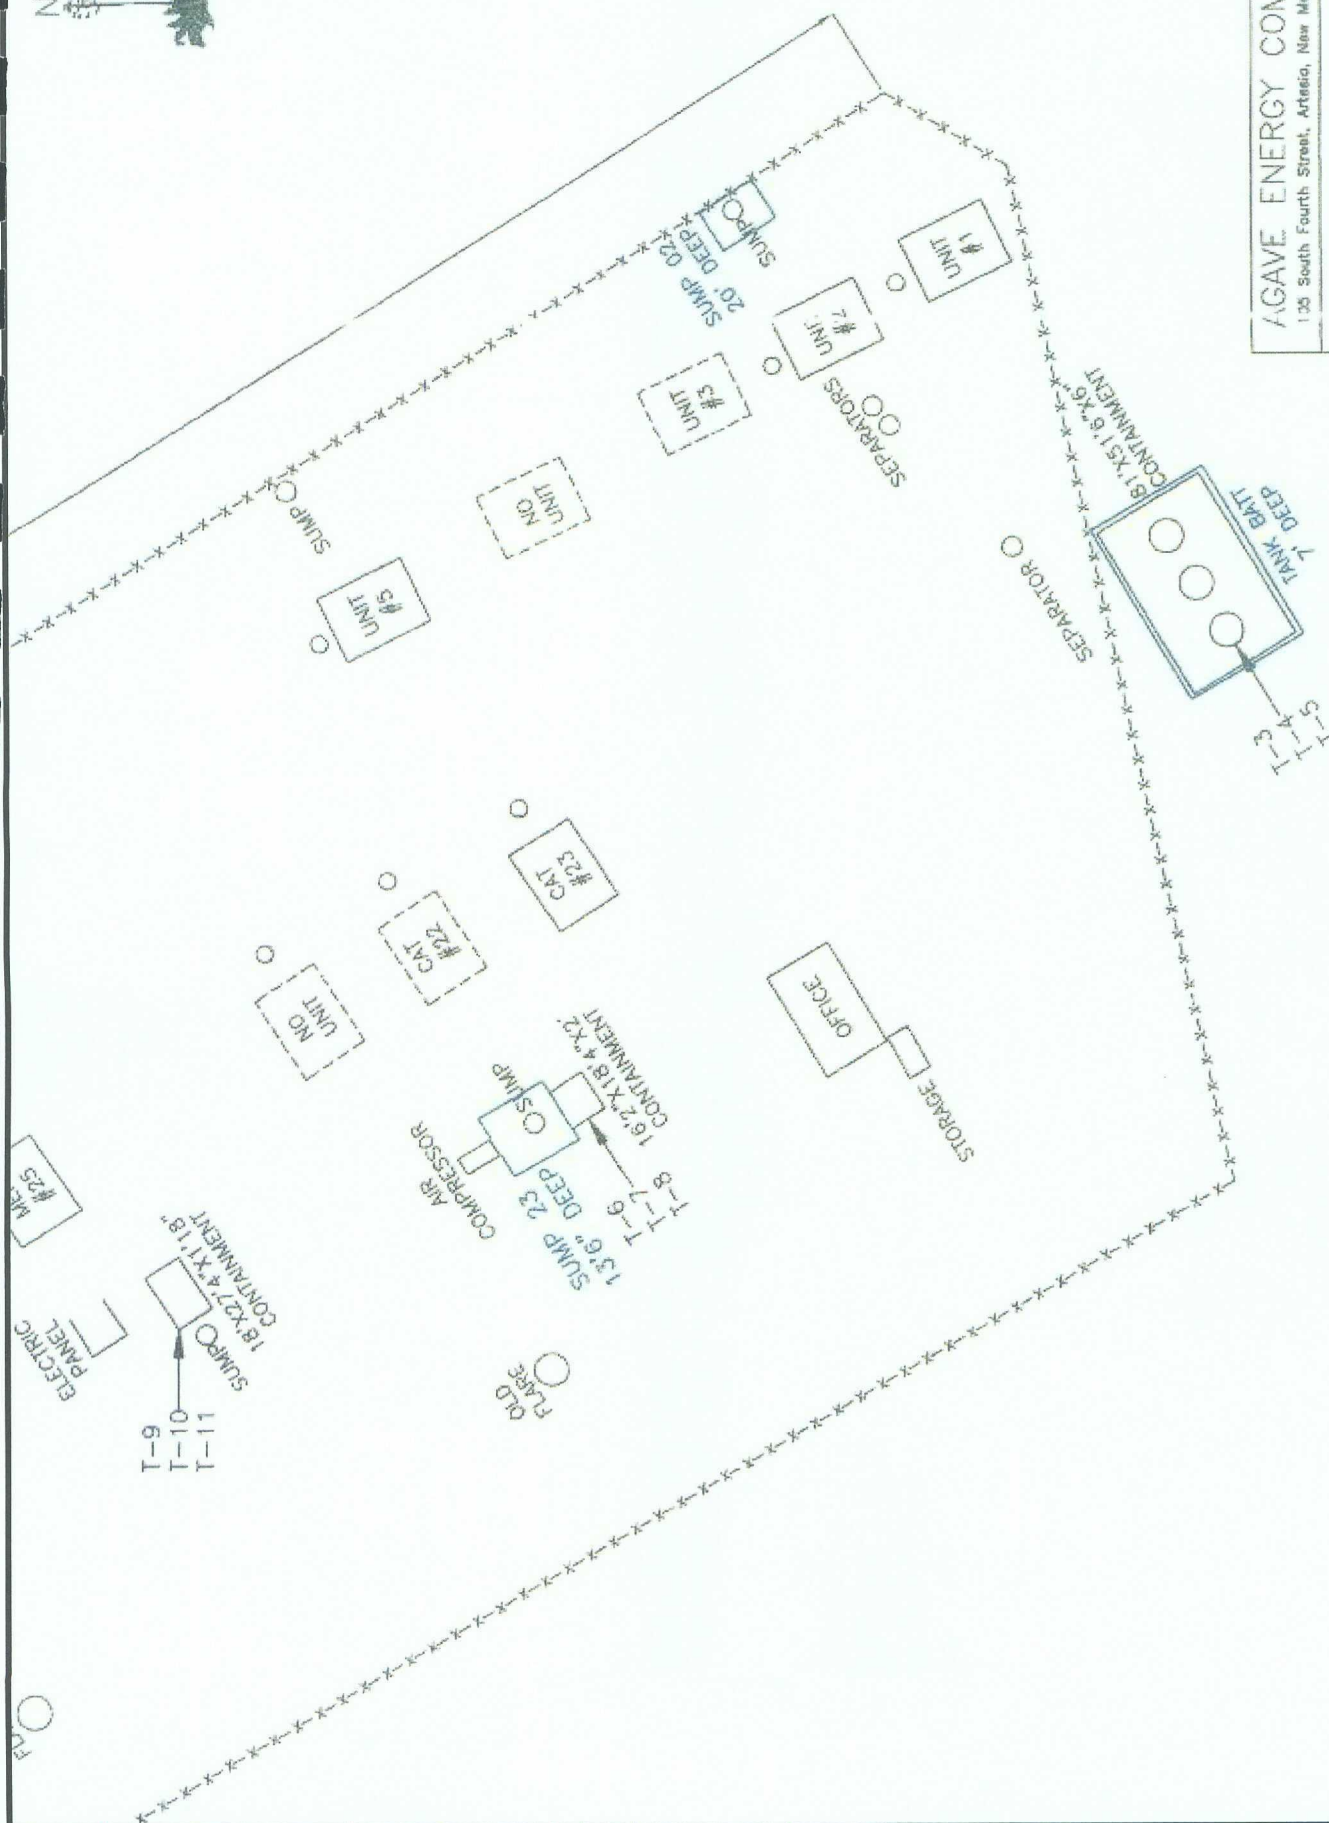 N
AGAVE ENERGY COM
105 South Fourth Street, Artesia, New Me
SUMP 02
20' DEEP
SUMP
UNIT
#1
UNIT
#2
UNIT
#3
SEPARATORS
NO
UNIT
SUMP
UNIT
#5
81'X51'6"X6"
CONTAINMENT
TANK BATT
7' DEEP
SEPARATOR
T-3
T-4
T-5
CAT
#23
CAT
#22
NO
UNIT
OFFICE
STORAGE
SUMP
AIR
COMPRESSOR
16'2"X18'4"X2'
CONTAINMENT
SUMP 23
13'6" DEEP
T-6
T-7
T-8
#25
ELECTRIC
PANEL
18'X27'4"X1'18"
CONTAINMENT
SUMP
T-9
T-10
T-11
OLD
FLARE